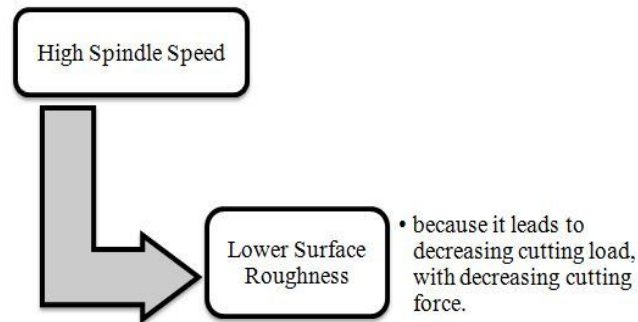 High Spindle Speed
Lower Surface
Roughness
• because it leads to
decreasing cutting load,
with decreasing cutting
force.